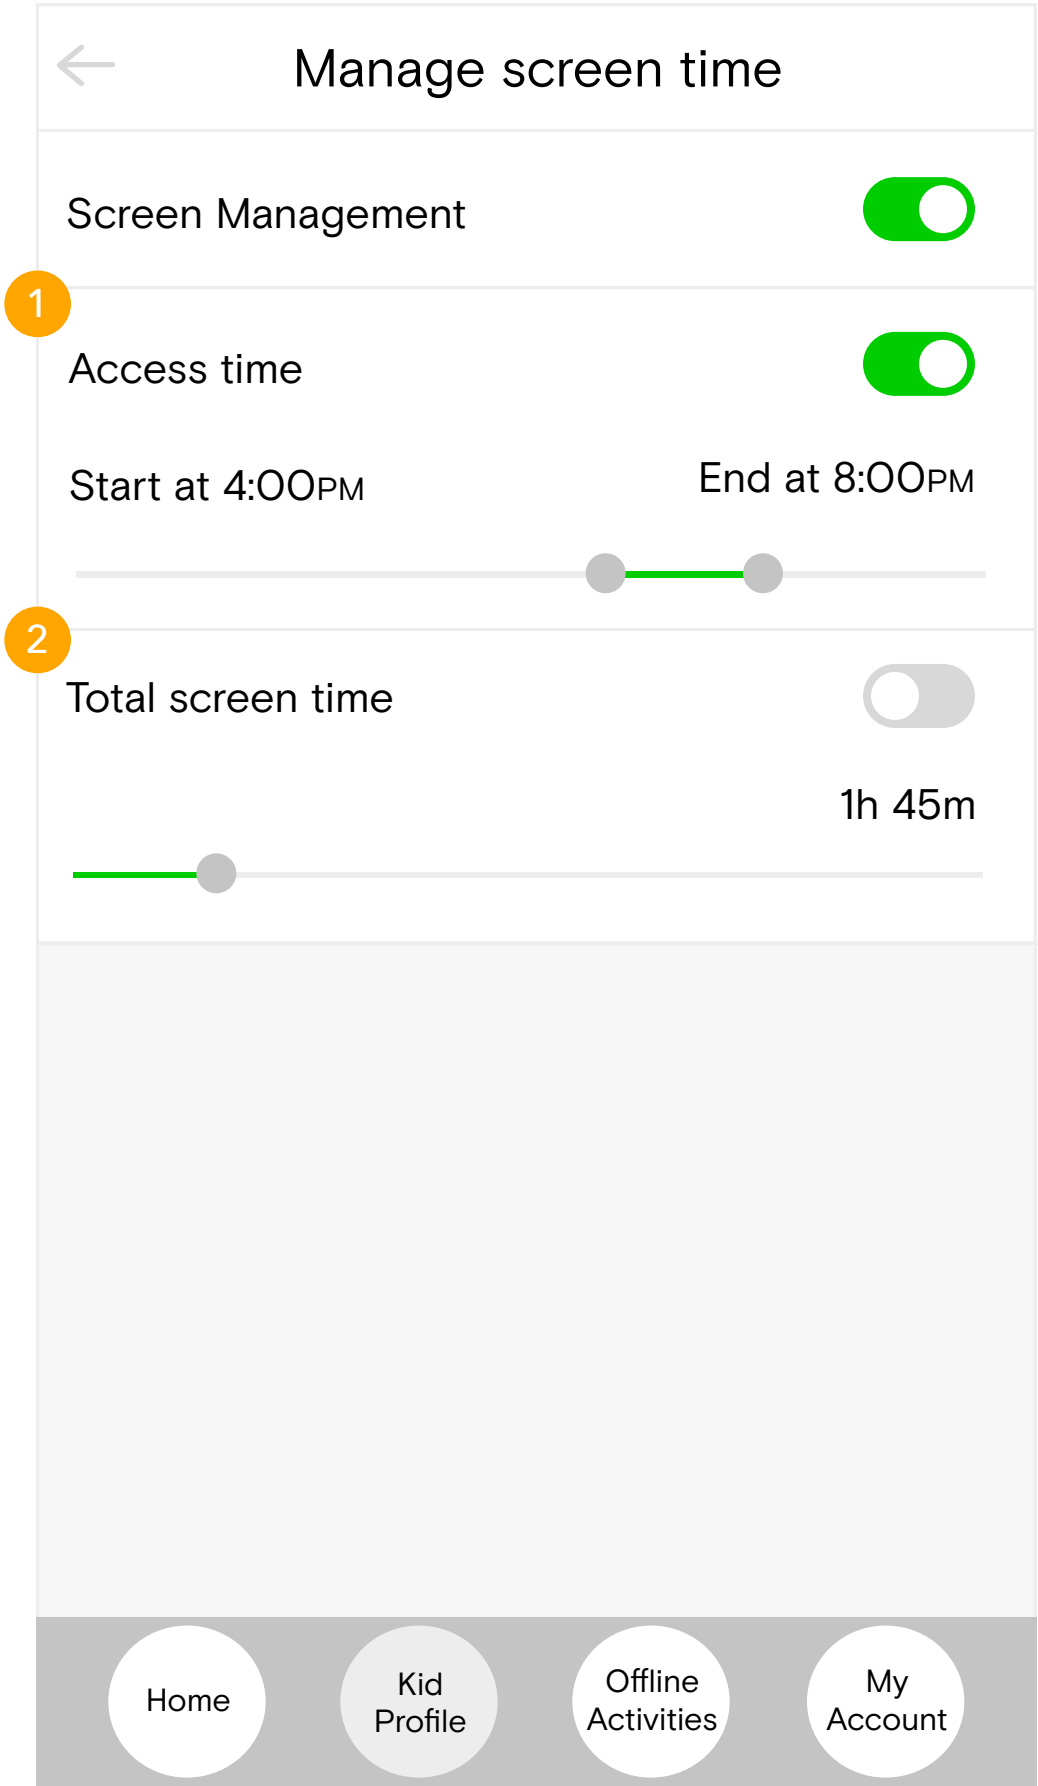 Manage screen time
Screen Management
1
Access time
Start at 4:00PM
End at 8:00PM
2
Total screen time
1h 45m
Home
Kid
Profile
Offline
Activities
My
Account